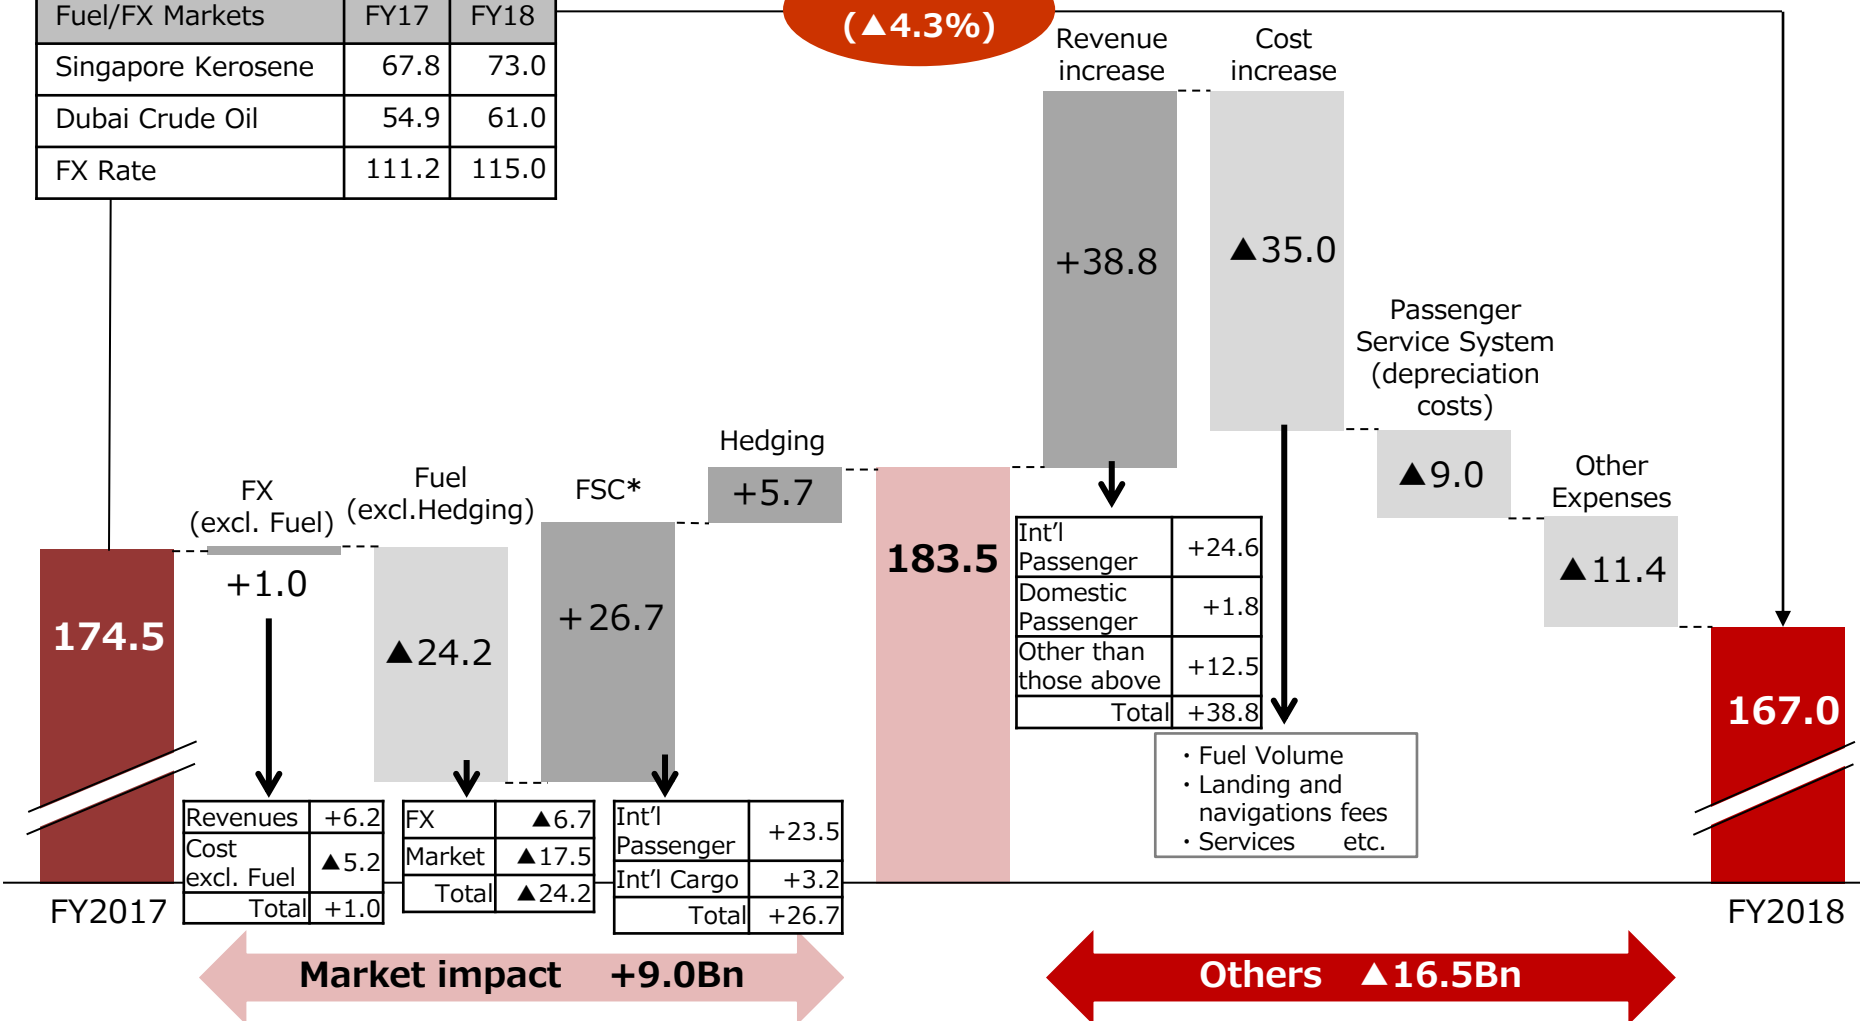 Fuel/FX Markets FY17 FY18
Singapore Kerosene 67.8 73.0
Dubai Crude Oil 54.9 61.0
FX Rate 111.2 115.0
(▲4.3%)
Revenue
increase
Cost
increase
+38.8
▲35.0
Passenger
Service System
(depreciation
costs)
▲9.0
Other
Expenses
▲11.4
Hedging
+5.7
FSC*
+26.7
Fuel
(excl.Hedging)
▲24.2
FX
(excl. Fuel)
+1.0
174.5
183.5
167.0
Int'l
Passenger +24.6
Domestic
Passenger +1.8
Other than
those above +12.5
Total +38.8
・Fuel Volume
・Landing and
navigations fees
・Services etc.
Revenues +6.2
Cost
excl. Fuel ▲5.2
Total +1.0
FX ▲6.7
Market ▲17.5
Total ▲24.2
Int'l
Passenger +23.5
Int'l Cargo +3.2
Total +26.7
FY2017
FY2018
Market impact +9.0Bn
Others ▲16.5Bn